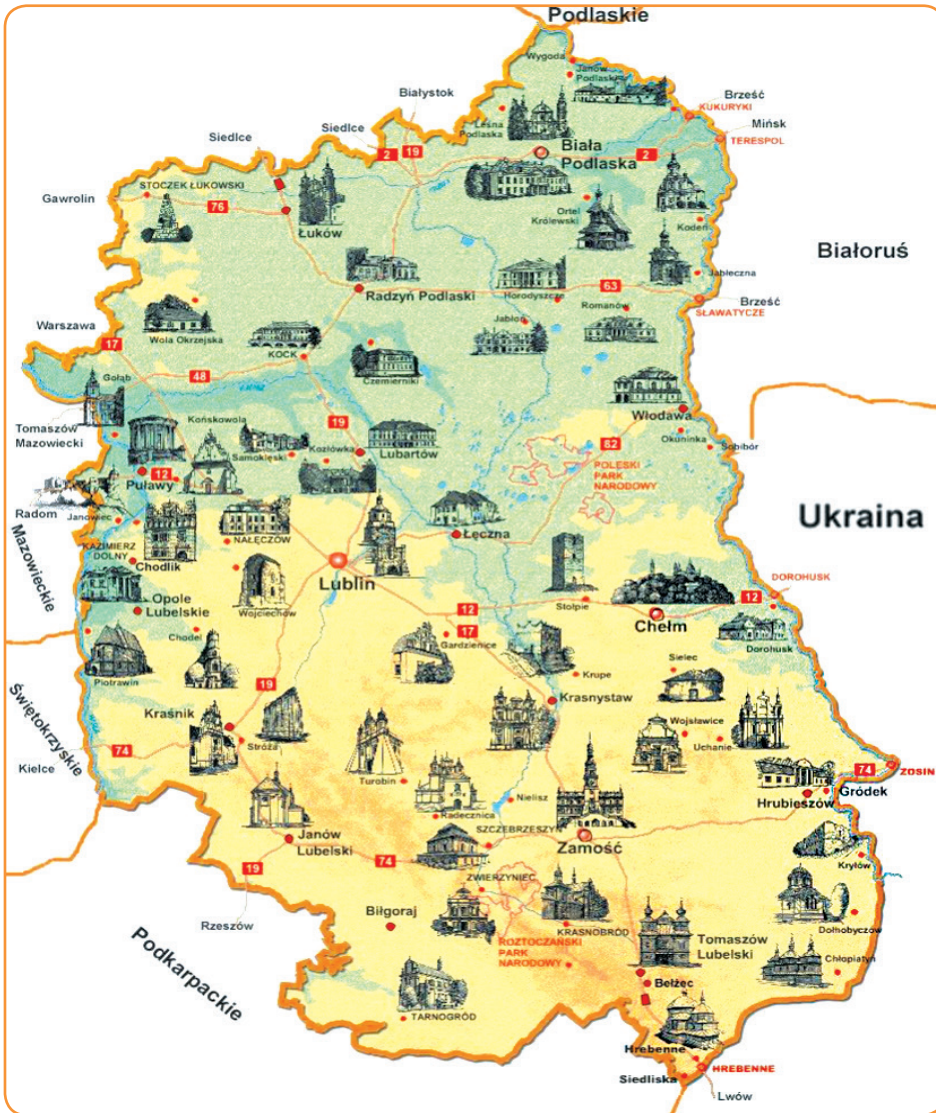 Podlaskie
Wygoda
Janów
Podlaski
Białystok
Brześć
KUKURYKI
Siedlce
Siedlce
Leśna
Podlaska
Mińsk
TERESPOL
2
19
Biała
Podlaska
2
Gawrolin
STOCZEK ŁUKOWSKI
76
Łuków
Ortel
Królewski
Kodeń
Białoruś
Radzyń Podlaski
Horodyszcze
63
Jabłeczna
Brześć
SŁAWATYCZE
Romanów
Jabłoń
Wola Okrzejska
Warszawa
17
KOCK
Czemierniki
48
Gołąb
Włodawa
Końskowola
Tomaszów
Mazowiecki
19
Okuninka
Sobibór
Samoklęski
Kozłówka
Lubartów
82
POLESKI
PARK
NARODOWY
12
Puławy
Radom
Janowiec
Ukraina
Mazowieckie
KAZIMIERZ
DOLNY
NAŁĘCZÓW
Łęczna
Chodlik
Lublin
Wojciechów
DOROHUSK
Opole
Lubelskie
Stołpie
12
12
Chełm
Chodel
17
Gardzienice
Dorohusk
Piotrawin
Krupe
Sielec
Świętokrzyskie
19
Krasnystaw
Kraśnik
Wojsławice
Uchanie
Stróża
74
Kielce
74
ZOSIN
Turobin
Gródek
Hrubieszów
Nielisz
Radecznica
SZCZEBRZESZYN
Janów
Lubelski
Zamość
74
19
Kryłów
ZWIERZYNIEC
Rzeszów
Biłgoraj
KRASNOBRÓD
Dołhobyczów
Podkarpackie
ROZTOCZAŃSKI
PARK
NARODOWY
Tomaszów
Lubelski
Chłopiatyn
Bełżec
TARNOGRÓD
Hrebenne
HREBENNE
Siedliska
Lwów